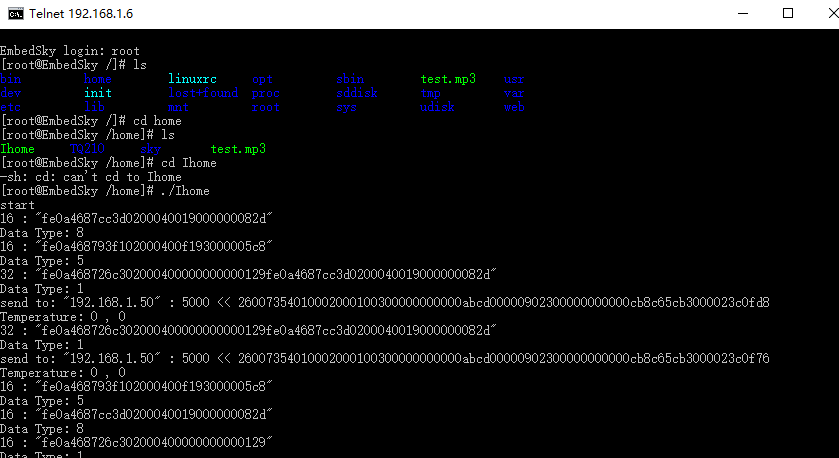 Telnet 192.168.1.6
EmbedSky login: root
[root@EmbedSky /]# ls
bin home linuxrc opt sbin test.mp3 usr
dev init lost+found proc sddisk tmp var
etc lib mnt root sys udisk web
[root@EmbedSky /]# cd home
[root@EmbedSky /home]# ls
Ihome TQ210 sky test.mp3
[root@EmbedSky /home]# cd Ihome
-sh: cd: can't cd to Ihome
[root@EmbedSky /home]# ./Ihome
start
16 : "fe0a4687cc3d0200040019000000082d"
Data Type: 8
16 : "fe0a468793f102000400f193000005c8"
Data Type: 5
32 : "fe0a468726c302000400000000000129fe0a4687cc3d0200040019000000082d"
Data Type: 1
send to: "192.168.1.50" : 5000 << 26007354010002000100300000000000abcd00000902300000000000cb8c65cb3000023c0fd8
Temperature: 0 , 0
32 : "fe0a468726c302000400000000000129fe0a4687cc3d0200040019000000082d"
Data Type: 1
send to: "192.168.1.50" : 5000 << 26007354010002000100300000000000abcd00000902300000000000cb8c65cb3000023c0f76
Temperature: 0 , 0
16 : "fe0a468793f102000400f193000005c8"
Data Type: 5
16 : "fe0a4687cc3d0200040019000000082d"
Data Type: 8
16 : "fe0a468726c302000400000000000129"
Data Type: 1